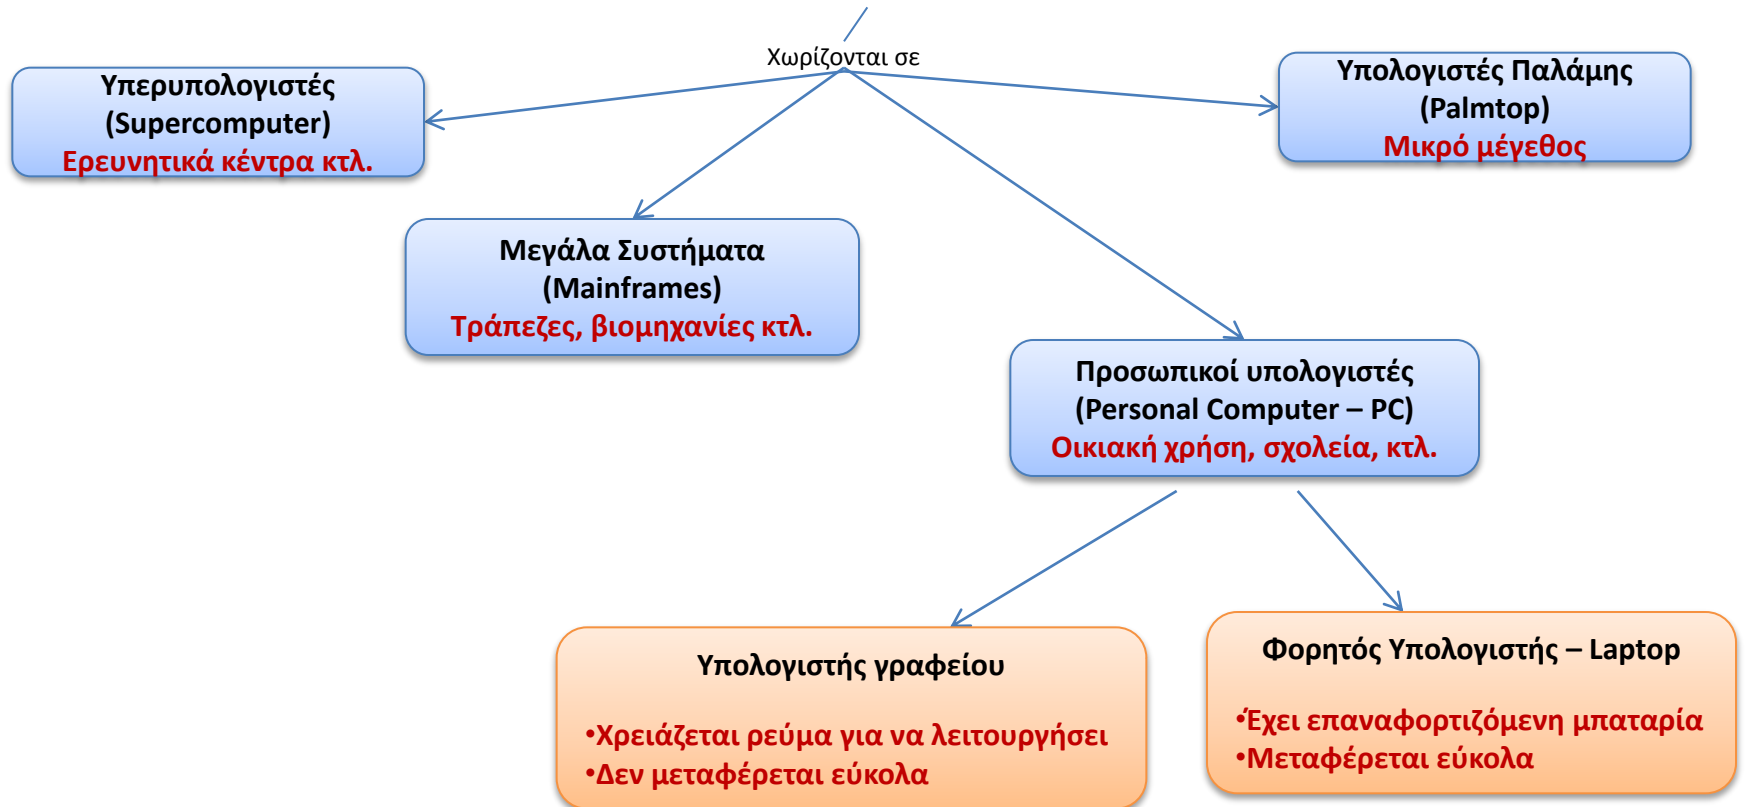 Χωρίζονται σε
Υπερυπολογιστές
(Supercomputer)
Ερευνητικά κέντρα κτλ.
Υπολογιστές Παλάμης
(Palmtop)
Μικρό μέγεθος
Μεγάλα Συστήματα
(Mainframes)
Τράπεζες, βιομηχανίες κτλ.
Προσωπικοί υπολογιστές
(Personal Computer – PC)
Οικιακή χρήση, σχολεία, κτλ.
Υπολογιστής γραφείου
•Χρειάζεται ρεύμα για να λειτουργήσει
•Δεν μεταφέρεται εύκολα
Φορητός Υπολογιστής – Laptop
•Έχει επαναφορτιζόμενη μπαταρία
•Μεταφέρεται εύκολα